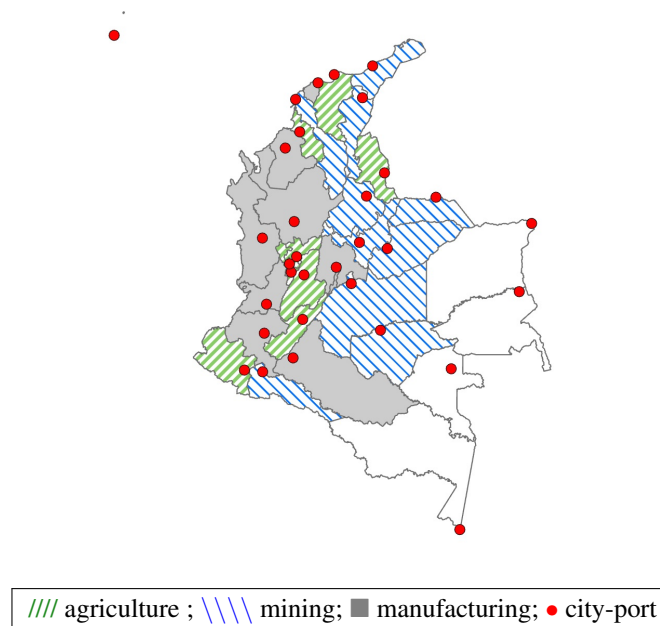 //// agriculture ; \\\\ mining; ■ manufacturing; • city-port